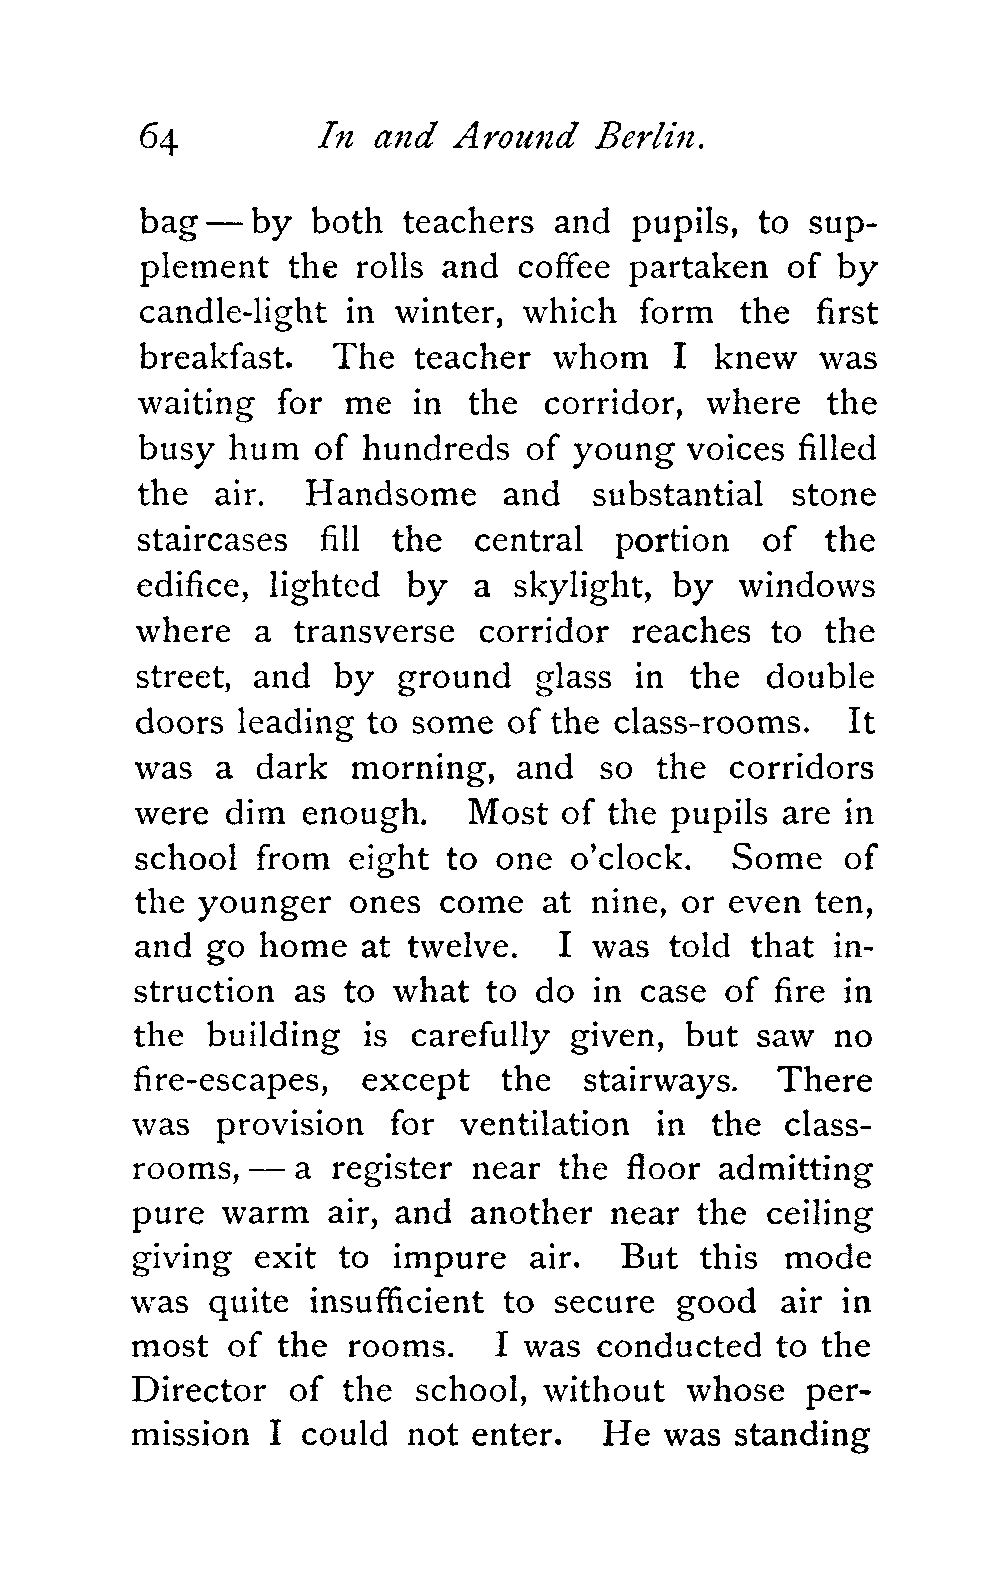 64 In and Around Berlin.
bag — by both teachers and pupils, to sup-
plement the rolls and coffee partaken of by
candle-light in winter, which form the first
breakfast. The teacher whom I knew was
waiting for me in the corridor, where the
busy hum of hundreds of young voices filled
the air. Handsome and substantial stone
staircases fill the central portion of the
edifice, lighted by a skylight, by windows
where a transverse corridor reaches to the
street, and by ground glass in the double
doors leading to some of the class-rooms. It
was a dark morning, and so the corridors
were dim enough. Most of the pupils are in
school from eight to one o'clock. Some of
the younger ones come at nine, or even ten,
and go home at twelve. I was told that in-
struction as to what to do in case of fire in
the building is carefully given, but saw no
fire-escapes, except the stairways. There
was provision for ventilation in the class-
rooms, — a register near the floor admitting
pure warm air, and another near the ceiling
giving exit to impure air. But this mode
was quite insufficient to secure good air in
most of the rooms. I was conducted to the
Director of the school, without whose per-
mission I could not enter. He was standing